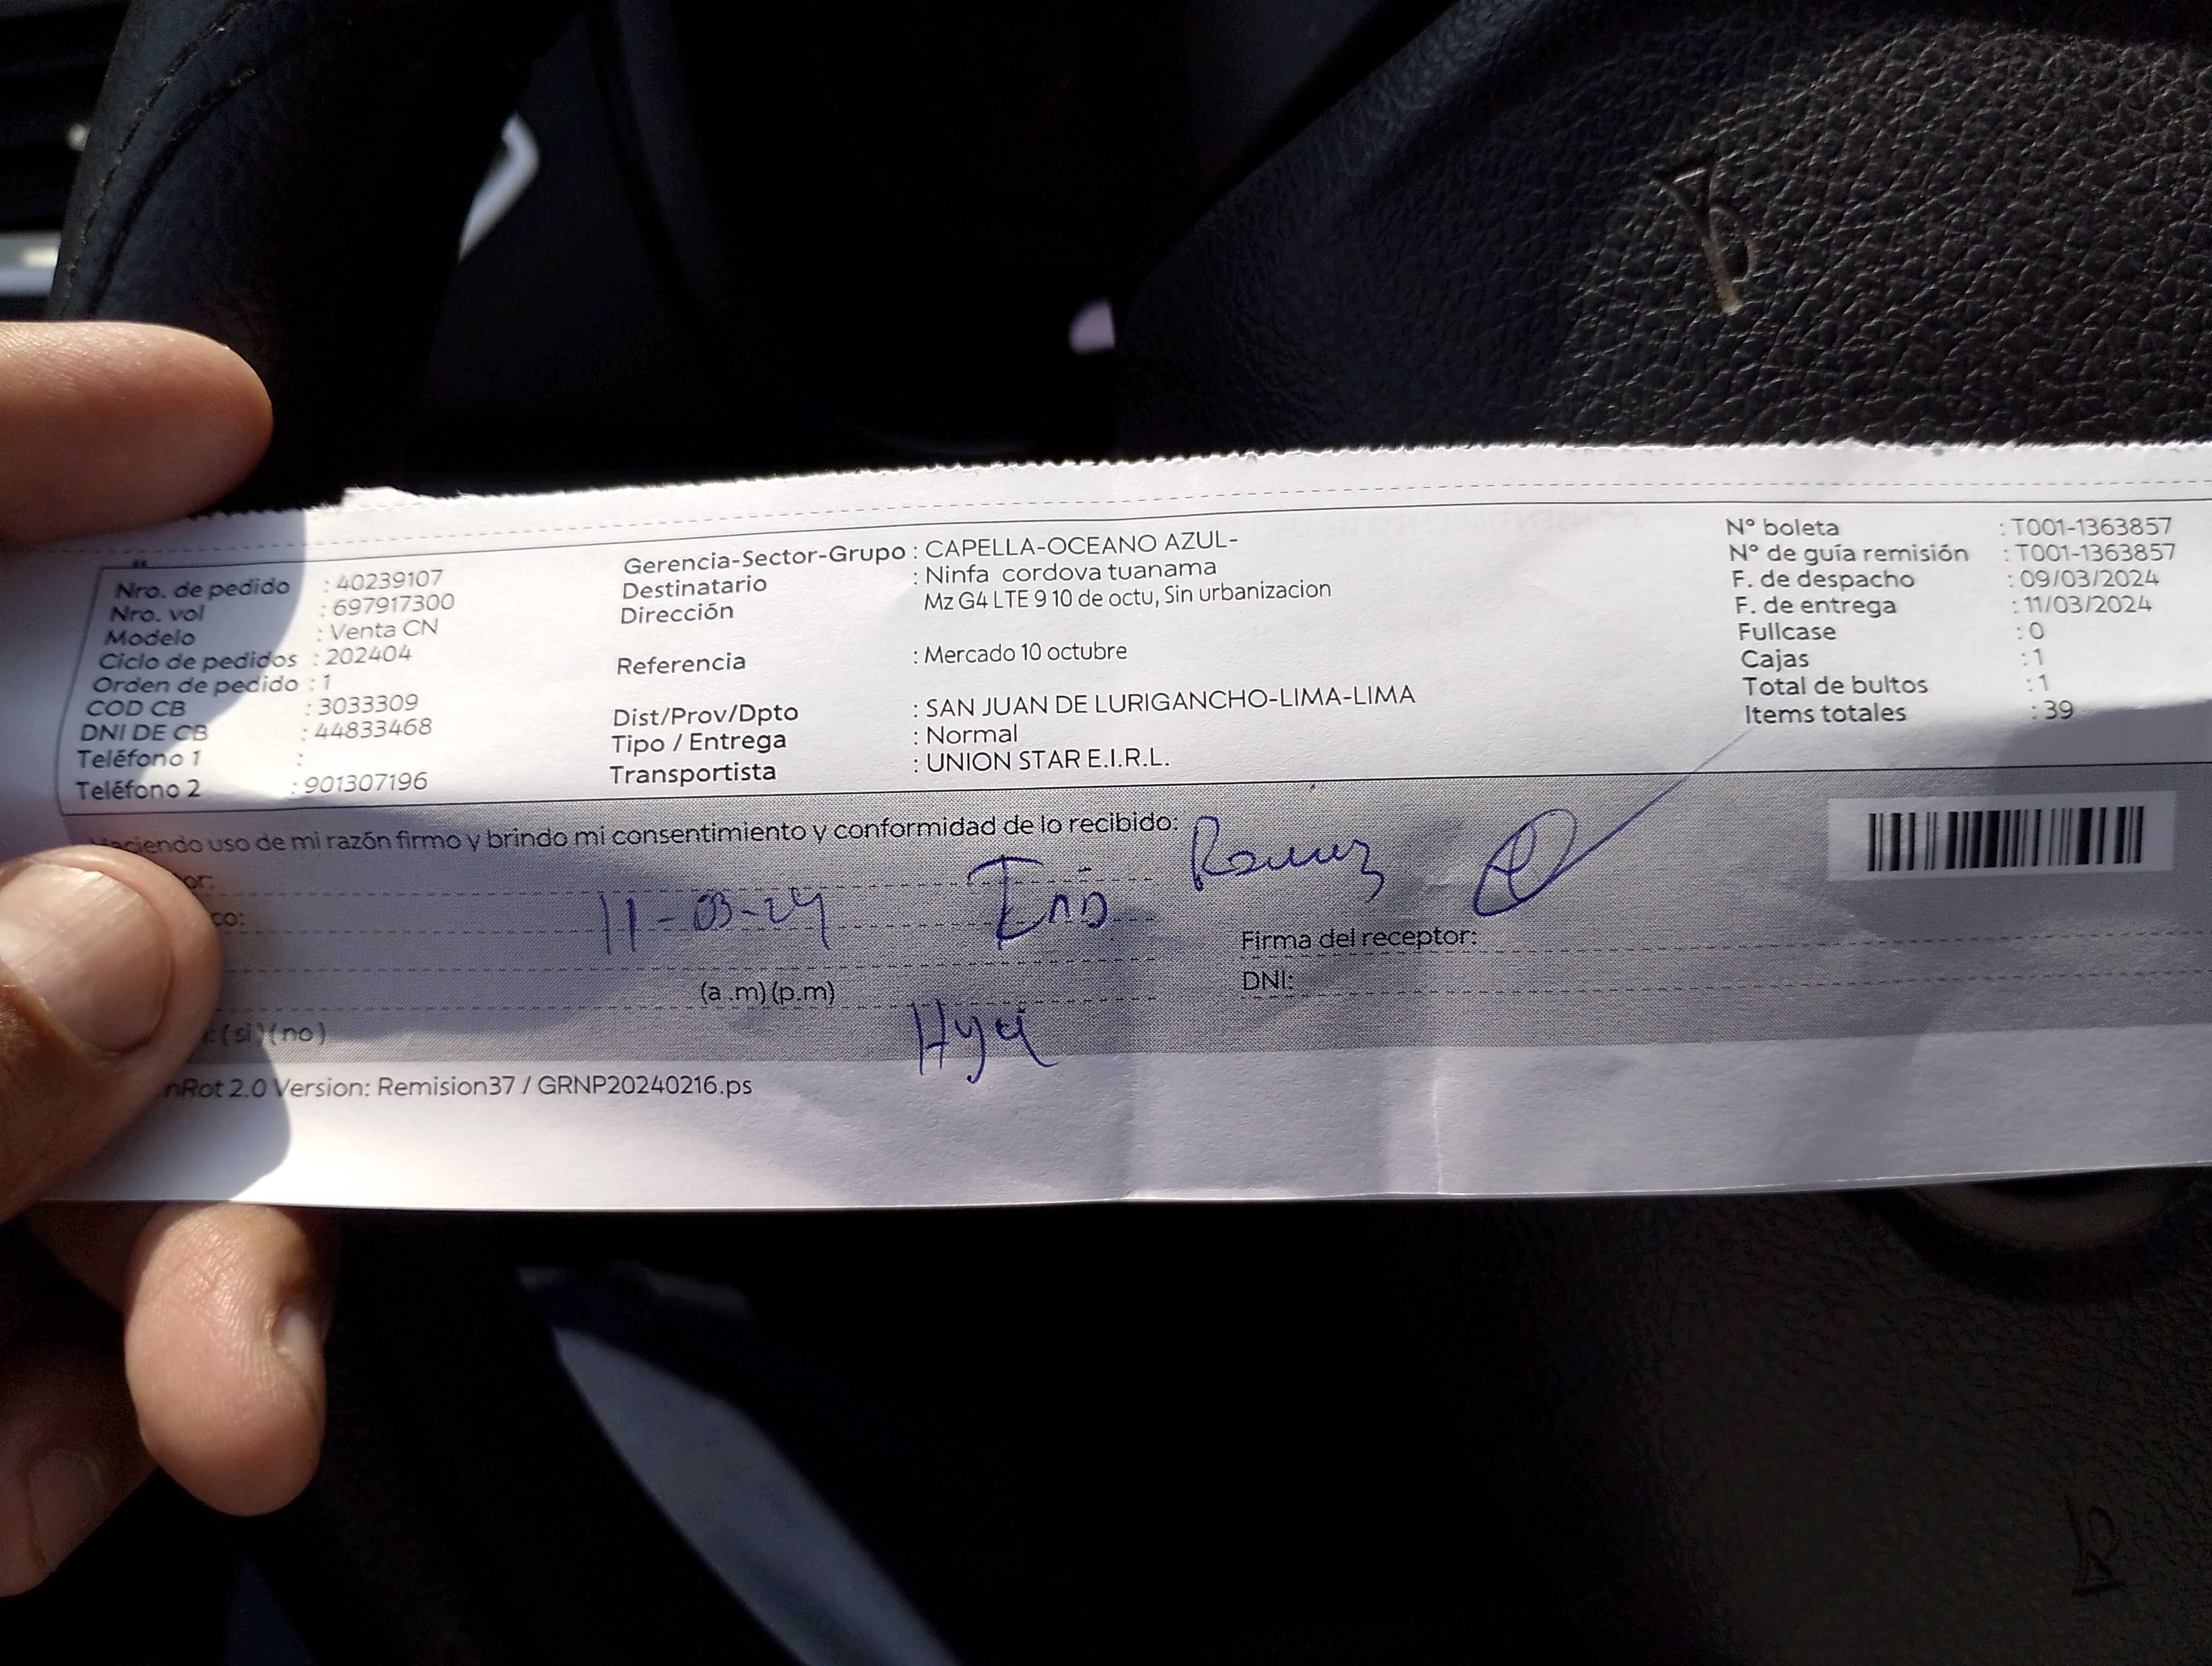 Nro. de pedido : 40239107
Nro. vol : 697917300
Modelo : Venta CN
Ciclo de pedidos : 202404
Orden de pedido : 1
COD CB : 3033309
DNI DE CB : 44833468
Teléfono 1 :
Teléfono 2 : 901307196
Gerencia-Sector-Grupo : CAPELLA-OCEANO AZUL-
Destinatario : Ninfa cordova tuanama
Dirección Mz G4 LTE 9 10 de octu, Sin urbanizacion
Referencia : Mercado 10 octubre
Dist/Prov/Dpto : SAN JUAN DE LURIGANCHO-LIMA-LIMA
Tipo / Entrega : Normal
Transportista : UNION STAR E.I.R.L.
Nº boleta : T001-1363857
Nº de guía remisión : T001-1363857
F. de despacho : 09/03/2024
F. de entrega : 11/03/2024
Fullcase : 0
Cajas : 1
Total de bultos : 1
Items totales : 39
Haciendo uso de mi razón firmo y brindo mi consentimiento y conformidad de lo recibido:
11-03-24
Firma del receptor:
DNI:
(a .m) (p.m)
(si) (no)
2.0 Version: Remision37 / GRNP20240216.ps